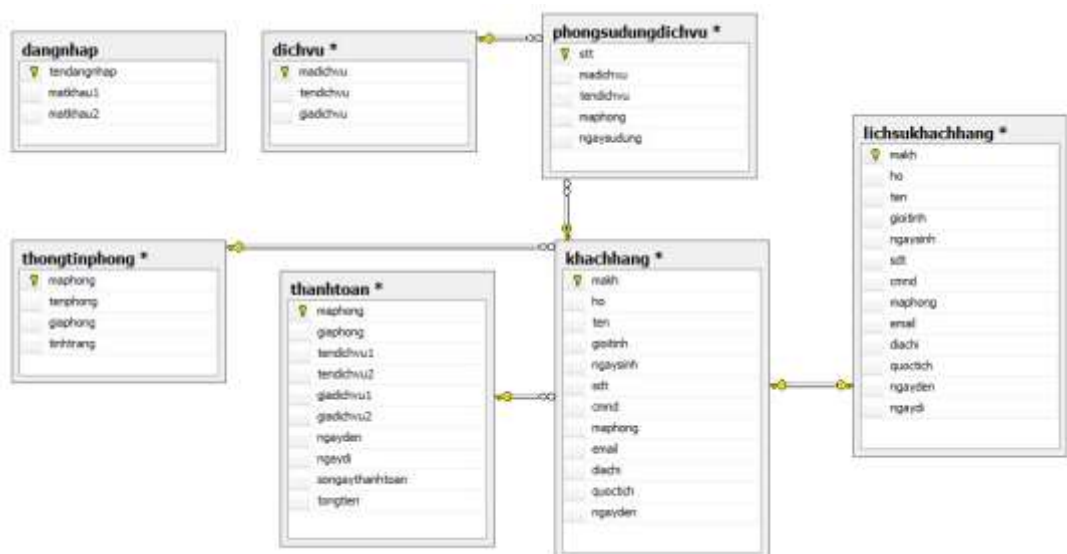 dangnhap
tendangnhap
matkhau1
matkhau2
dichvu *
madichvu
tendichvu
giadichvu
phongsudungdichvu *
stt
madichvu
tendichvu
maphong
ngaysudung
lichsukhachhang *
makh
ho
ten
gioitinh
ngaysinh
sdt
cmnd
maphong
email
diachi
quoctich
ngayden
ngaydi
thongtinphong *
maphong
tenphong
giaphong
tinhtrang
thanhtoan *
maphong
giaphong
tendichvu1
tendichvu2
giadichvu1
giadichvu2
ngayden
ngaydi
songaythanhtoan
tongtien
khachhang *
makh
ho
ten
gioitinh
ngaysinh
sdt
cmnd
maphong
email
diachi
quoctich
ngayden